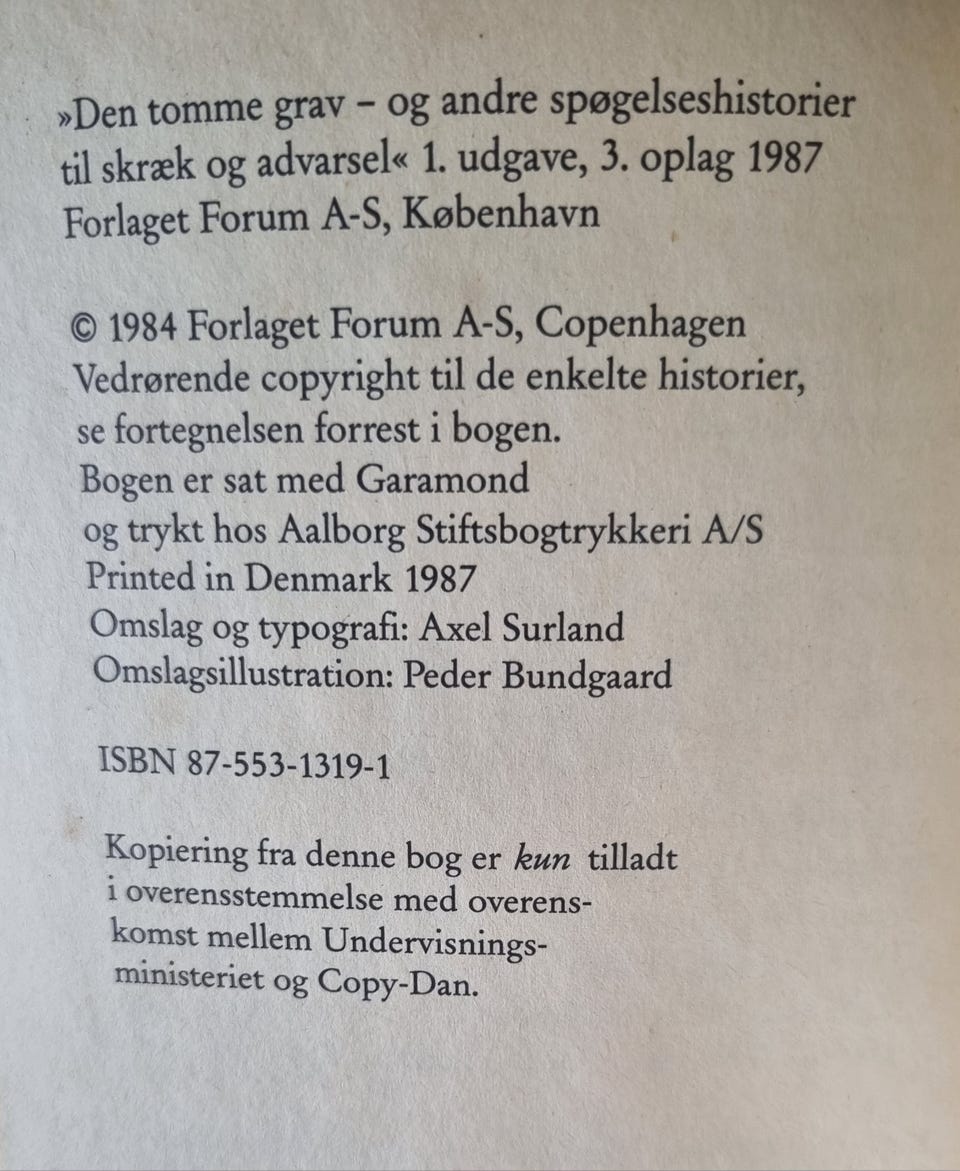 »Den tomme grav – og andre spøgelseshistorier
til skræk og advarsel« 1. udgave, 3. oplag 1987
Forlaget Forum A-S, København
© 1984 Forlaget Forum A-S, Copenhagen
Vedrørende copyright til de enkelte historier,
se fortegnelsen forrest i bogen.
Bogen er sat med Garamond
og trykt hos Aalborg Stiftsbogtrykkeri A/S
Printed in Denmark 1987
Omslag og typografi: Axel Surland
Omslagsillustration: Peder Bundgaard
ISBN 87-553-1319-1
Kopiering fra denne bog er kun tilladt
i overensstemmelse med overens-
komst mellem Undervisnings-
ministeriet og Copy-Dan.